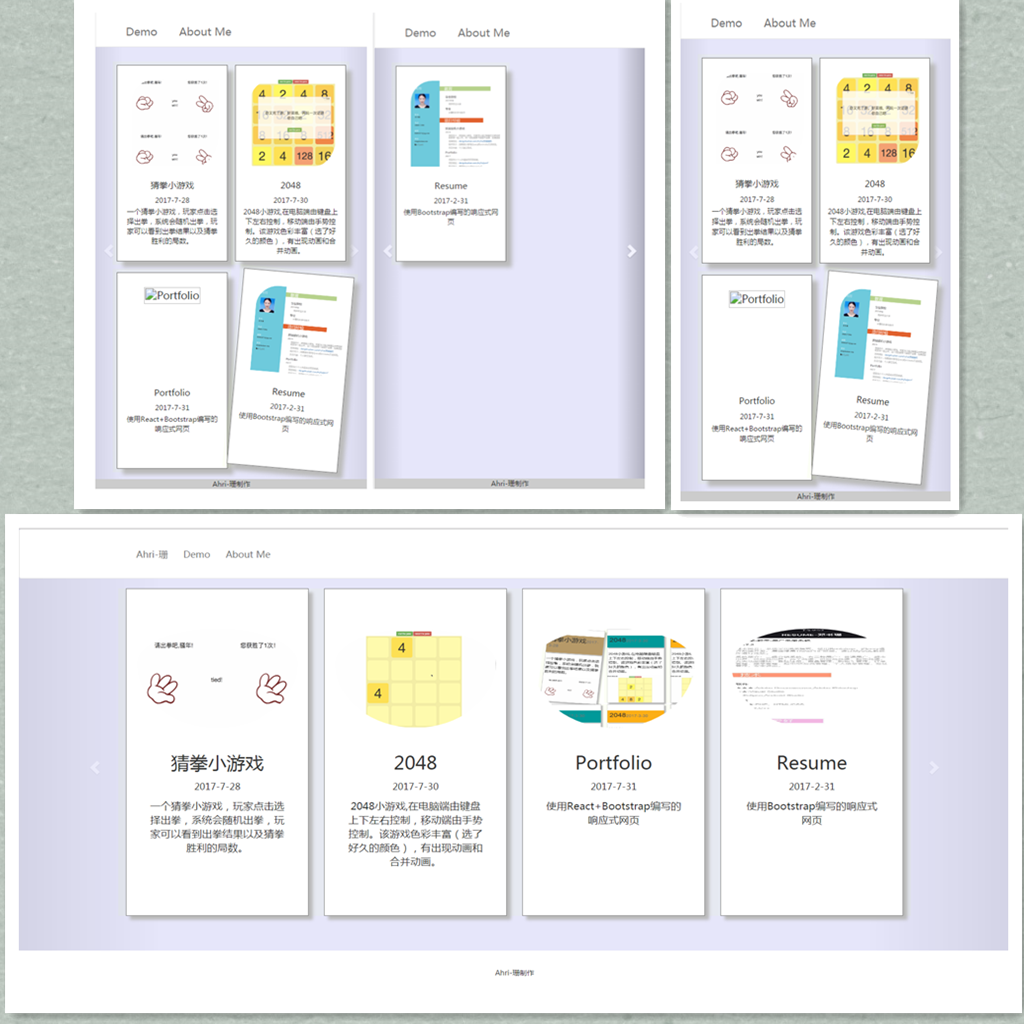 Demo About Me
猜拳小游戏
2017-7-28
一个猜拳小游戏，玩家点击选
择出拳，系统会随机出拳，玩
家可以看到出拳结果以及猜拳
胜利的局数。
4 2 4 8
8 16 8
2 4 128 16
2048
2017-7-30
2048小游戏,在电脑端由键盘上
下左右控制，移动端由手势控
制。该游戏色彩丰富（选了好
久的颜色），有出现动画和合
并动画。
Portfolio
Portfolio
2017-7-31
使用React+Bootstrap编写的
响应式网页
Resume
2017-2-31
使用Bootstrap编写的响应式网
页
Ahri-珊制作
Demo About Me
Resume
2017-2-31
使用Bootstrap编写的响应式网
页
Ahri-珊制作
Demo About Me
猜拳小游戏
2017-7-28
一个猜拳小游戏，玩家点击选
择出拳，系统会随机出拳，玩
家可以看到出拳结果以及猜拳
胜利的局数。
4 2 4 8
8 16 8
2 4 128 16
2048
2017-7-30
2048小游戏,在电脑端由键盘上
下左右控制，移动端由手势控
制。该游戏色彩丰富（选了好
久的颜色），有出现动画和合
并动画。
Portfolio
Portfolio
2017-7-31
使用React+Bootstrap编写的
响应式网页
Resume
2017-2-31
使用Bootstrap编写的响应式网
页
Ahri-珊制作
Ahri-珊 Demo About Me
请出拳吧,骚年! 您获胜了1次!
tied!
猜拳小游戏
2017-7-28
一个猜拳小游戏，玩家点击选
择出拳，系统会随机出拳，玩
家可以看到出拳结果以及猜拳
胜利的局数。
4
4
2048
2017-7-30
2048小游戏,在电脑端由键盘
上下左右控制，移动端由手势
控制。该游戏色彩丰富（选了
好久的颜色），有出现动画和
合并动画。
2048
2048
Portfolio
2017-7-31
使用React+Bootstrap编写的
响应式网页
Resume
2017-2-31
使用Bootstrap编写的响应式
网页
Ahri-珊制作